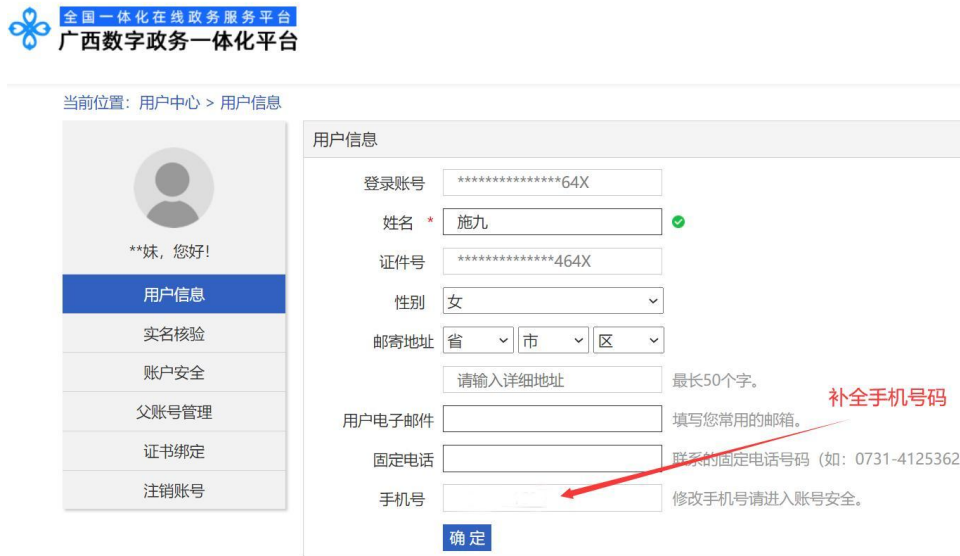 全国一体化在线政务服务平台
广西数字政务一体化平台
当前位置：用户中心 > 用户信息
**妹，您好！
用户信息
实名核验
账户安全
父账号管理
证书绑定
注销账号
用户信息
登录账号 ***************64X
姓名 * 施九
证件号 **************464X
性别 女
邮寄地址 省 市 区
请输入详细地址 最长50个字。
补全手机号码
用户电子邮件 填写您常用的邮箱。
固定电话 联系的固定电话号码（如：0731-4125362
手机号 修改手机号请进入账号安全。
确 定